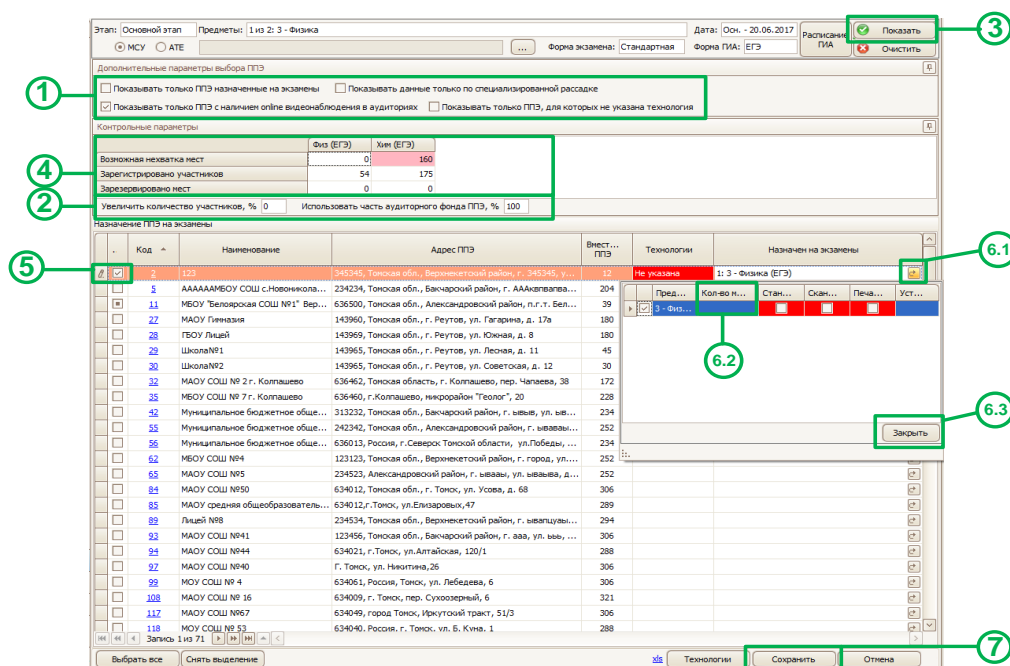 Этап: Основной этап Предметы: 1 из 2: 3 - Физика Дата: Осн. - 20.06.2017 Расписание ГИА Показать 3
МСУ АТЕ ... Форма экзамена: Стандартная Форма ГИА: ЕГЭ Очистить
Дополнительные параметры выбора ППЭ
1 Показывать только ППЭ назначенные на экзамены Показывать данные только по специализированной рассадке
Показывать только ППЭ с наличием online видеонаблюдения в аудиториях Показывать только ППЭ, для которых не указана технология
Контрольные параметры
Физ (ЕГЭ) Хим (ЕГЭ)
Возможная нехватка мест 0 160
4 Зарегистрировано участников 54 175
Зарезервировано мест 0 0
2 Увеличить количество участников, % 0 Использовать часть аудиторного фонда ППЭ, % 100
Назначение ППЭ на экзамены
. Код Наименование Адрес ППЭ Вмест... ППЭ Технологии Назначен на экзамены 6.1
5 2 123 345345, Томская обл., Верхнекетский район, г. 345345, у... 12 Не указана 1: 3 - Физика (ЕГЭ)
5 ААААААМБОУ СОШ с.Новоникола... 234234, Томская обл., Бакчарский район, г. АААквпвапва... 204
Пред... Кол-во н... Стан... Скан... Печа... Уст...
11 МБОУ "Белоярская СОШ №1" Вер... 636500, Томская обл., Александровский район, п.г.т. Бел... 39
3 - Физ...
27 МАОУ Гимназия 143960, Томская обл., г. Реутов, ул. Гагарина, д. 17а 180
28 ГБОУ Лицей 143969, Томская обл., г. Реутов, ул. Южная, д. 8 180
29 Школа№1 143965, Томская обл., г. Реутов, ул. Лесная, д. 11 45
6.2
30 Школа№2 143965, Томская обл., г. Реутов, ул. Советская, д. 12 30
32 МАОУ СОШ № 2 г. Колпашево 636462, Томская область, г. Колпашево, пер. Чапаева, 38 172
35 МБОУ СОШ № 7 г. Колпашево 636460, г.Колпашево, микрорайон "Геолог", 20 228
6.3
42 Муниципальное бюджетное обще... 313232, Томская обл., Бакчарский район, г. ывыв, ул. ыв... 234
55 Муниципальное бюджетное обще... 242342, Томская обл., Александровский район, г. ываваы... 252
Закрыть
56 Муниципальное бюджетное обще... 636013, Россия, г.Северск Томской области, ул.Победы, ... 234
62 МБОУ СОШ №4 123123, Томская обл., Верхнекетский район, г. город, ул.... 252
65 МАОУ СОШ №5 234523, Александровский район, г. ывааы, ул. ываыва, д... 252
84 МАОУ СОШ №50 634012, Томская обл., г. Томск, ул. Усова, д. 68 306
85 МАОУ средняя общеобразователь... 634012,г.Томск, ул.Елизаровых,47 289
89 Лицей №8 234534, Томская обл., Верхнекетский район, г. ывапцуаы... 294
93 МАОУ СОШ №41 123456, Томская обл., Бакчарский район, г. ааа, ул. ььь, ... 306
94 МАОУ СОШ №44 634021, г.Томск, ул.Алтайская, 120/1 288
97 МАОУ СОШ №40 Г. Томск, ул. Никитина,26 306
99 МОУ СОШ № 4 634061, Россия, Томск, ул. Лебедева, 6 306
108 МАОУ СОШ № 16 634009, г. Томск, пер. Сухоозерный, 6 321
117 МАОУ СОШ №67 634049, город Томск, Иркутский тракт, 51/3 306
118 МОУ СОШ № 53 634040, Россия, г. Томск, ул. Б. Куна, 1 288
Запись 1 из 71
7
Выбрать все Снять выделение xls Технологии Сохранить Отмена